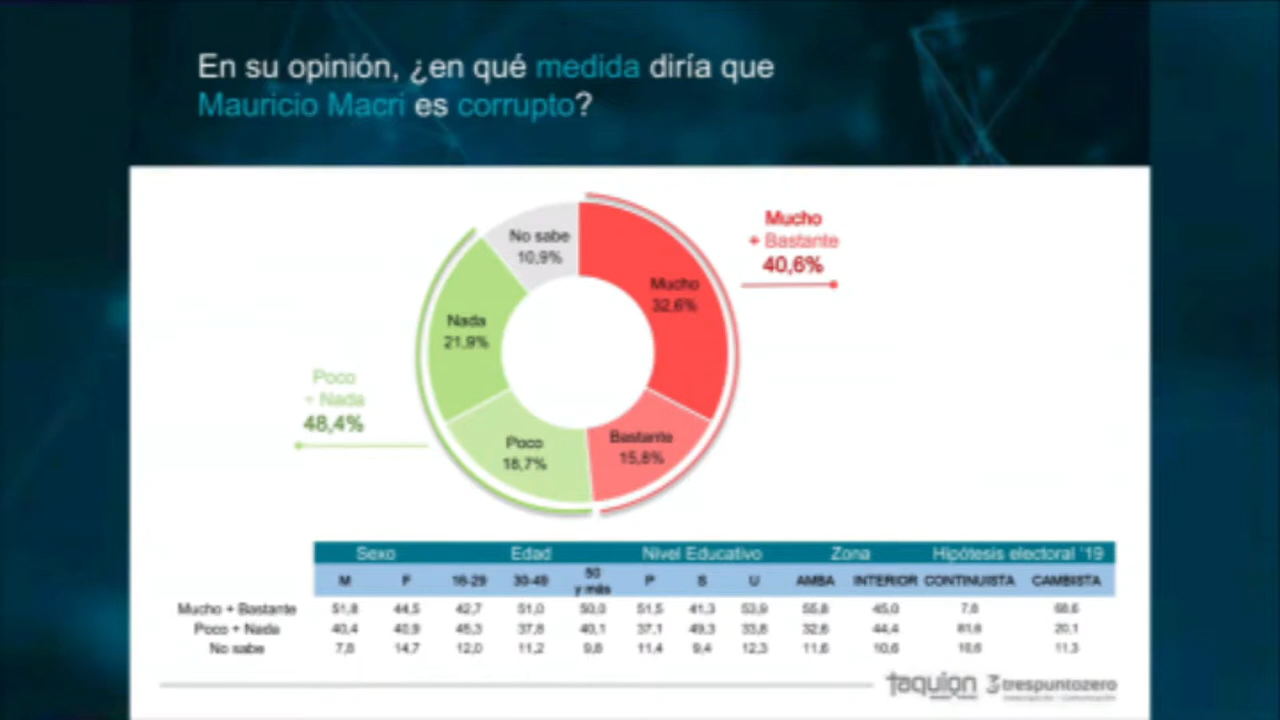 En su opinión, ¿en qué medida diría que
Mauricio Macri es corrupto?
No sabe
10,9%
Mucho
32,6%
Mucho
+ Bastante
40,6%
Nada
21,9%
Poco
+ Nada
48,4%
Poco
18,7%
Bastante
15,8%
Sexo Edad Nivel Educativo Zona Hipótesis electoral '19
M F 16-29 30-49 50 y más P S U AMBA INTERIOR CONTINUISTA CAMBISTA
Mucho + Bastante 51,8 44,5 42,7 51,0 50,0 51,5 41,3 53,9 55,8 45,0 7,8 68,6
Poco + Nada 40,4 40,9 45,3 37,8 40,1 37,1 49,3 33,8 32,6 44,4 81,6 20,1
No sabe 7,8 14,7 12,0 11,2 9,8 11,4 9,4 12,3 11,6 10,6 10,6 11,3
taquion 3 trespuntozero